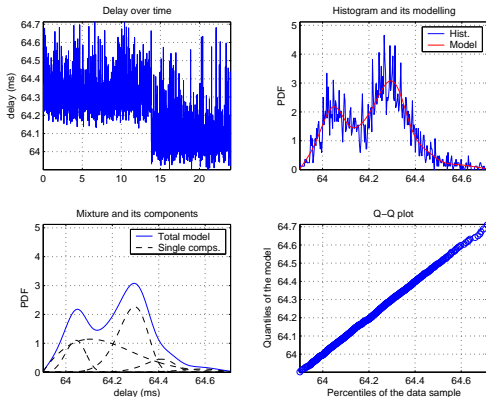 Delay over time
64.7
64.6
64.5
64.4
64.3
64.2
64.1
64
delay (ms)
0 5 10 15 20
Histogram and its modelling
5
4
3
2
1
0
PDF
Hist.
Model
64 64.2 64.4 64.6
Mixture and its components
5
4
3
2
1
0
PDF
Total model
Single comps.
64 64.2 64.4 64.6
delay (ms)
Q−Q plot
64.7
64.6
64.5
64.4
64.3
64.2
64.1
64
Quantiles of the model
64 64.2 64.4 64.6
Percentiles of the data sample